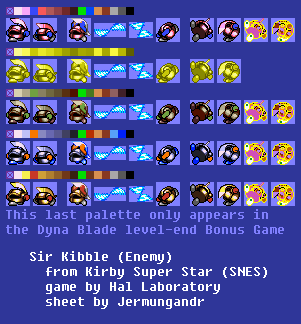 This last palette only appears in
the Dyna Blade level-end Bonus Game
Sir Kibble (Enemy)
from Kirby Super Star (SNES)
game by Hal Laboratory
sheet by Jermungandr